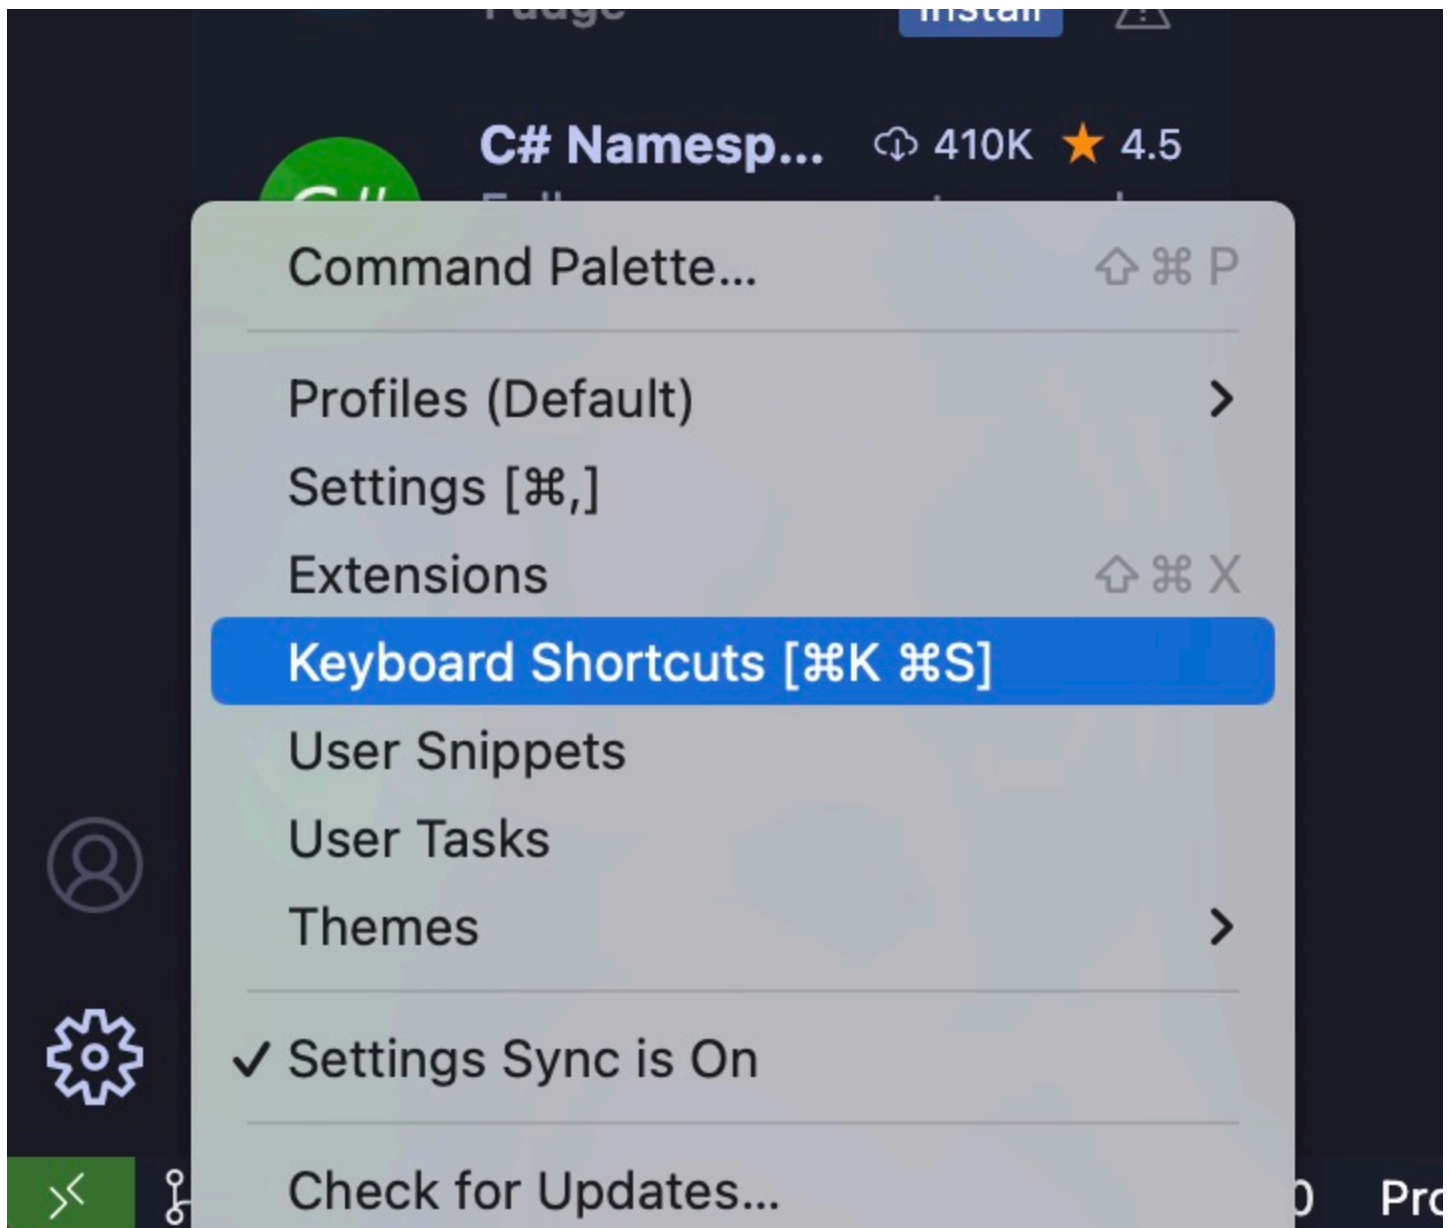 Install
C# Namesp... 410K ★ 4.5
C#
Command Palette... ⇧ ⌘ P
Profiles (Default)
Settings [⌘,]
Extensions ⇧ ⌘ X
Keyboard Shortcuts [⌘K ⌘S]
User Snippets
User Tasks
Themes
✓ Settings Sync is On
Check for Updates...